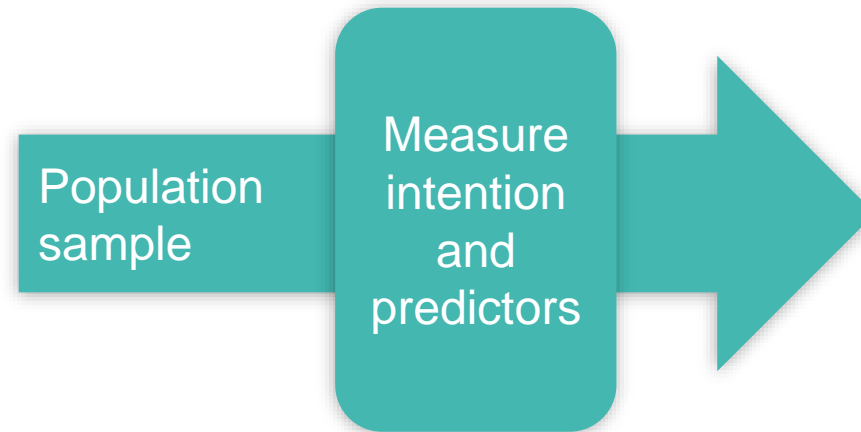 Population
sample
Measure
intention
and
predictors